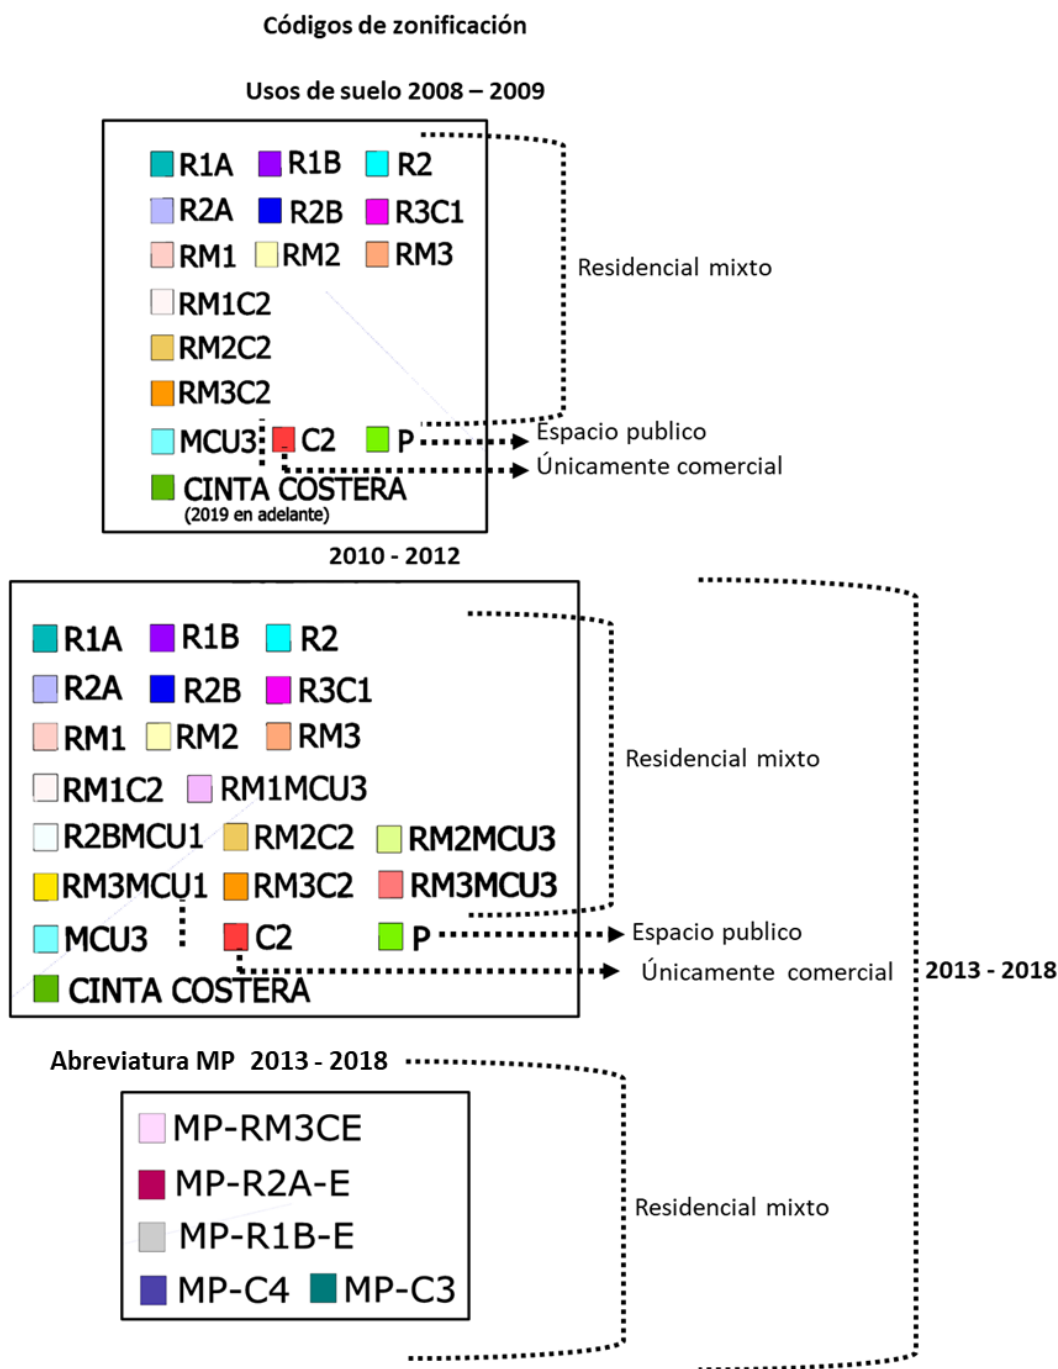 Códigos de zonificación
Usos de suelo 2008 – 2009
R1A R1B R2
R2A R2B R3C1
RM1 RM2 RM3
Residencial mixto
RM1C2
RM2C2
RM3C2
MCU3 C2 P
Espacio publico
Únicamente comercial
CINTA COSTERA
(2019 en adelante)
2010 - 2012
R1A R1B R2
R2A R2B R3C1
RM1 RM2 RM3
Residencial mixto
RM1C2 RM1MCU3
R2BMCU1 RM2C2 RM2MCU3
RM3MCU1 RM3C2 RM3MCU3
MCU3 C2 P
Espacio publico
Únicamente comercial
2013 - 2018
CINTA COSTERA
Abreviatura MP 2013 - 2018
MP-RM3CE
MP-R2A-E
Residencial mixto
MP-R1B-E
MP-C4 MP-C3